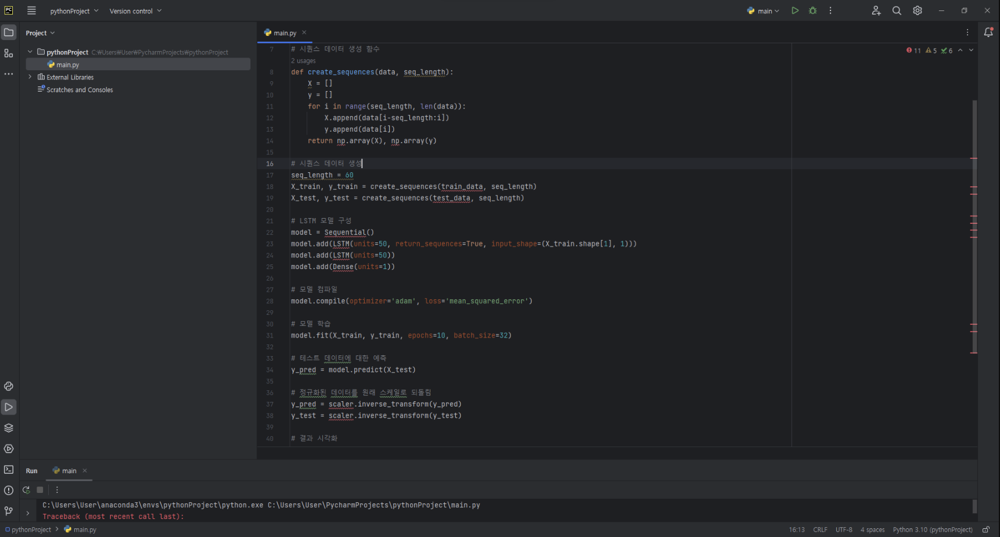 PC
pythonProject
Version control
main
Project
main.py
pythonProject C:₩Users₩User₩PycharmProjects₩pythonProject
main.py
External Libraries
Scratches and Consoles
11 5 6
7 # 시퀀스 데이터 생성 함수
2 usages
8 def create_sequences(data, seq_length):
9 X = []
10 y = []
11 for i in range(seq_length, len(data)):
12 X.append(data[i-seq_length:i])
13 y.append(data[i])
14 return np.array(X), np.array(y)
15
16 # 시퀀스 데이터 생성
17 seq_length = 60
18 X_train, y_train = create_sequences(train_data, seq_length)
19 X_test, y_test = create_sequences(test_data, seq_length)
20
21 # LSTM 모델 구성
22 model = Sequential()
23 model.add(LSTM(units=50, return_sequences=True, input_shape=(X_train.shape[1], 1)))
24 model.add(LSTM(units=50))
25 model.add(Dense(units=1))
26
27 # 모델 컴파일
28 model.compile(optimizer='adam', loss='mean_squared_error')
29
30 # 모델 학습
31 model.fit(X_train, y_train, epochs=10, batch_size=32)
32
33 # 테스트 데이터에 대한 예측
34 y_pred = model.predict(X_test)
35
36 # 정규화된 데이터를 원래 스케일로 되돌림
37 y_pred = scaler.inverse_transform(y_pred)
38 y_test = scaler.inverse_transform(y_test)
39
40 # 결과 시각화
Run
main
C:\Users\User\anaconda3\envs\pythonProject\python.exe C:\Users\User\PycharmProjects\pythonProject\main.py
Traceback (most recent call last):
pythonProject > main.py
16:13 CRLF UTF-8 4 spaces Python 3.10 (pythonProject)